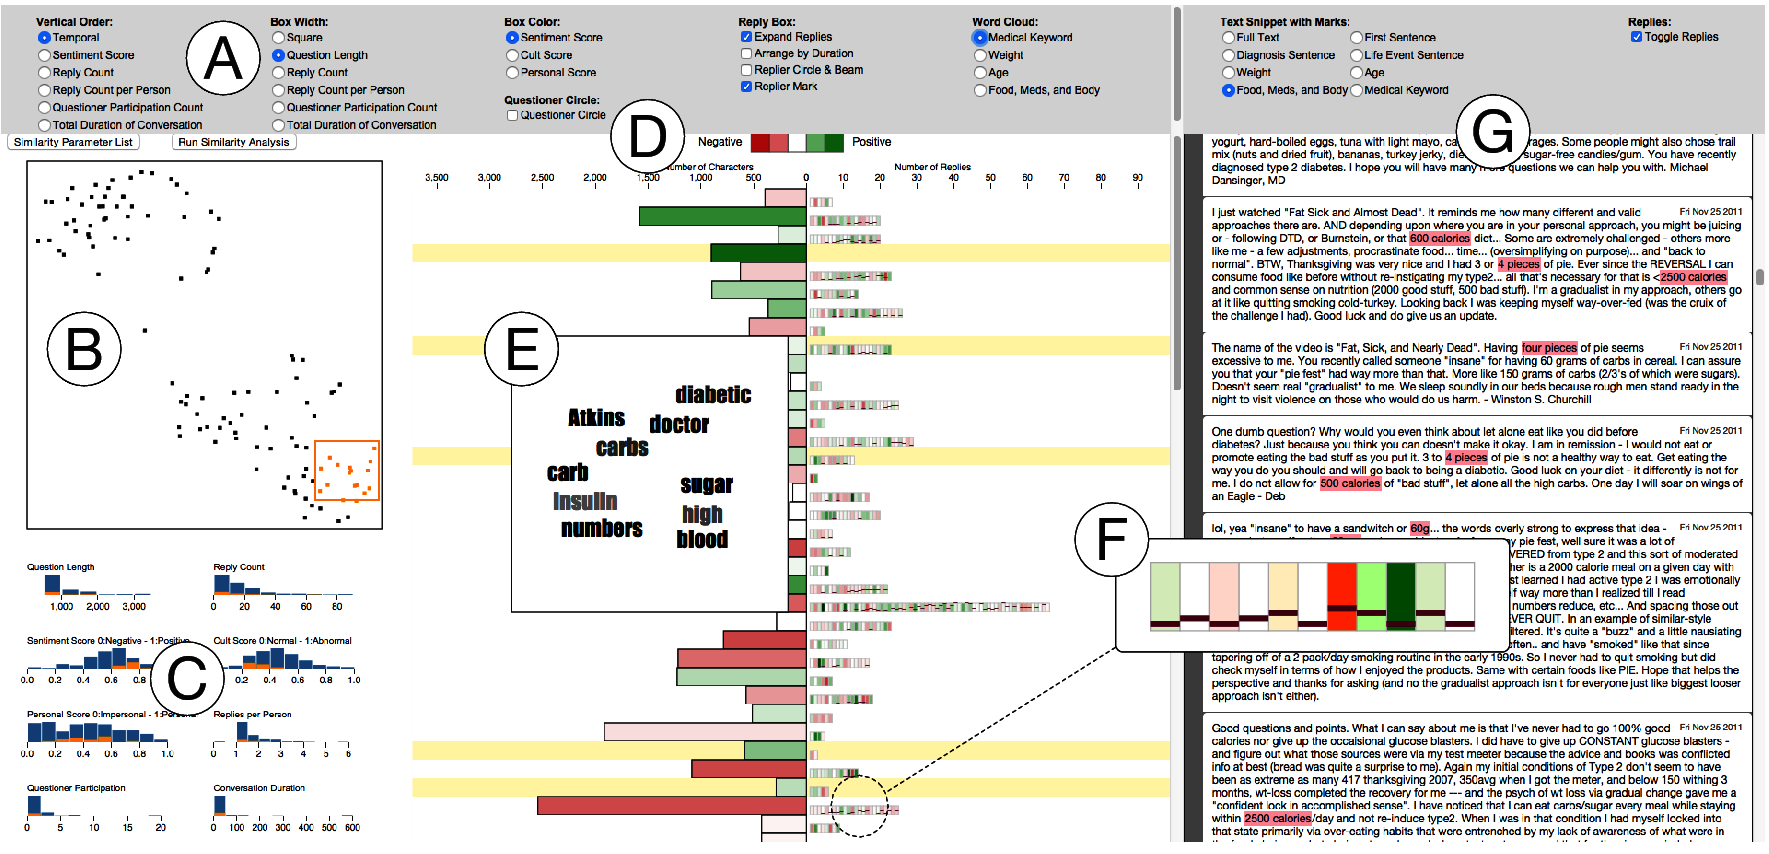 Vertical Order:
Temporal
Sentiment Score
Reply Count
Reply Count per Person
Questioner Participation Count
Total Duration of Conversation
Box Width:
Square
Question Length
Reply Count
Reply Count per Person
Questioner Participation Count
Total Duration of Conversation
Box Color:
Sentiment Score
Cult Score
Personal Score
Questioner Circle:
Questioner Circle
Reply Box:
Expand Replies
Arrange by Duration
Replier Circle & Beam
Replier Mark
Word Cloud:
Medical Keyword
Weight
Age
Food, Meds, and Body
Text Snippet with Marks:
Full Text
Diagnosis Sentence
Weight
Food, Meds, and Body
First Sentence
Life Event Sentence
Age
Medical Keyword
Replies:
Toggle Replies
A
D
G
Similarity Parameter List
Run Similarity Analysis
Negative
Positive
Number of Characters
Number of Replies
3,500 3,000 2,500 2,000 1,500 1,000 500 0 10 20 30 40 50 60 70 80 90
B
E
diabetic
Atkins
doctor
carbs
carb
sugar
insulin
high
numbers
blood
F
C
Question Length
1,000 2,000 3,000
Reply Count
0 20 40 60 80
Sentiment Score 0:Negative - 1:Positive
0.0 0.2 0.4 0.6 0.8
Cult Score 0:Normal - 1:Abnormal
0.2 0.4 0.6 0.8 1.0
Personal Score 0:Impersonal - 1:Personal
0.0 0.2 0.4 0.6 0.8 1.0
Replies per Person
0 1 2 3 4 5 6
Questioner Participation
0 5 10 15 20
Conversation Duration
0 100 200 300 400 500 600
yogurt, hard-boiled eggs, tuna with light mayo, rages. Some people might also chose trail
mix (nuts and dried fruit), bananas, turkey jerky, sugar-free candies/gum. You have recently
diagnosed type 2 diabetes. I hope you will have many more questions we can help you with. Michael
Dansinger, MD
I just watched "Fat Sick and Almost Dead". It reminds me how many different and valid
Fri Nov 25 2011
approaches there are. AND depending upon where you are in your personal approach, you might be juicing
or - following DTD, or Burnstein, or that 600 calories dict... Some are extremely challenged - others more
like me - a few adjustments, procrastinate food... time... (oversimplifying on purpose)... and "back to
normal". BTW, Thanksgiving was very nice and I had 3 or 4 pieces of pie. Ever since the REVERSAL I can
consume food like before without re-instigating my type2... all that's necessary for that is <2500 calories
and common sense on nutrition (2000 good stuff, 500 bad stuff). I'm a gradualist in my approach, others go
at it like quitting smoking cold-turkey. Looking back I was keeping myself way-over-fed (was the cruix of
the challenge I had). Good luck and do give us an update.
The name of the video is "Fat, Sick, and Nearly Dead". Having four pieces of pie seems
Fri Nov 25 2011
excessive to me. You recently called someone "insane" for having 60 grams of carbs in cereal. I can assure
you that your "pie fest" had way more than that. More like 150 grams of carbs (2/3's of which were sugars).
Doesn't seem real "gradualist" to me. We sleep soundly in our beds because rough men stand ready in the
night to visit violence on those who would do us harm. - Winston S. Churchill
One dumb question? Why would you even think about let alone eat like you did before
Fri Nov 25 2011
diabetes? Just because you think you can doesn't make it okay. I am in remission - I would not eat or
promote eating the bad stuff as you put it. 3 to 4 pieces of pie is not a healthy way to eat. Get eating the
way you do you should and will go back to being a diabetic. Good luck on your diet - it differently is not for
me. I do not allow for 500 calories of "bad stuff", let alone all the high carbs. One day I will soar on wings of
an Eagle - Deb
lol, yea "insane" to have a sandwitch or 60g... the words overly strong to express that idea -
Fri Nov 25 2011
y pie fest, well sure it was a lot of
VERED from type 2 and this sort of moderated
her is a 2000 calorie meal on a given day with
st learned I had active type 2 I was emotionally
f way more than I realized till I read
numbers reduce, etc... And spacing those out
EVER QUIT. In an example of similar-style
iltered. It's quite a "buzz" and a little nausiating
ften.. and have "smoked" like that since
tapering off of a 2 pack/day smoking routine in the early 1990s. So I never had to quit smoking but did
check myself in terms of how I enjoyed the products. Same with certain foods like PIE. Hope that helps the
perspective and thanks for asking (and no the gradualist approach isn't for everyone just like biggest looser
approach isn't either).
Good questions and points. What I can say about me is that I've never had to go 100% good
Fri Nov 25 2011
calories nor give up the occaisional glucose blasters. I did have to give up CONSTANT glucose blasters -
and figure out what those sources were via my test meter because the advice and books was conflicted
info at best (bread was quite a surprise to me). Again my initial conditions of Type 2 don't seem to have
been as extreme as many 417 thanksgiving 2007, 350avg when I got the meter, and below 150 withing 3
months, wt-loss completed the recovery for me --- and the psych of wt loss via gradual change gave me a
"confident lock in accomplished sense". I have noticed that I can eat carbs/sugar every meal while staying
within 2500 calories/day and not re-induce type2. When I was in that condition I had myself locked into
that state primarily via over-eating habits that were entrenched by my lack of awareness of what were in